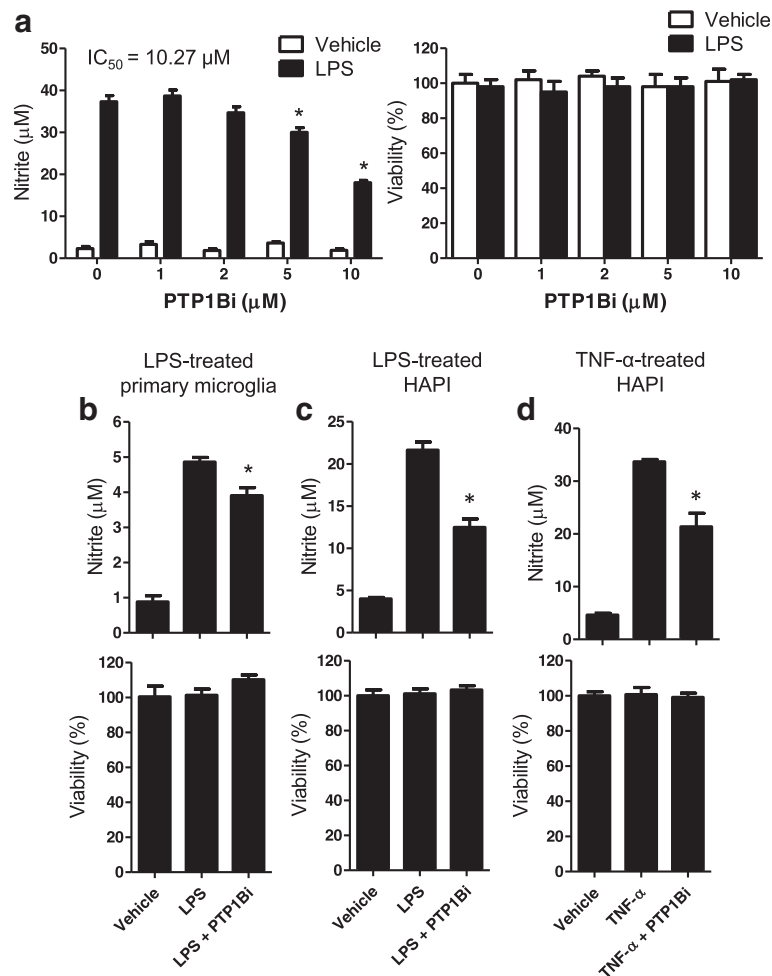 a
IC50 = 10.27 μM
Vehicle
LPS
Nitrite (μM)
50
40
30
20
10
0
*
*
0 1 2 5 10
PTP1Bi (μM)
Vehicle
LPS
Viability (%)
120
100
80
60
40
20
0
0 1 2 5 10
PTP1Bi (μM)
LPS-treated
primary microglia
b
Nitrite (μM)
6
5
4
3
2
1
0
*
Viability (%)
120
100
80
60
40
20
0
Vehicle
LPS
LPS + PTP1Bi
LPS-treated
HAPI
c
Nitrite (μM)
25
20
15
10
5
0
*
Viability (%)
120
100
80
60
40
20
0
Vehicle
LPS
LPS + PTP1Bi
TNF-α-treated
HAPI
d
Nitrite (μM)
40
30
20
10
0
*
Viability (%)
120
100
80
60
40
20
0
Vehicle
TNF-α
TNF-α + PTP1Bi